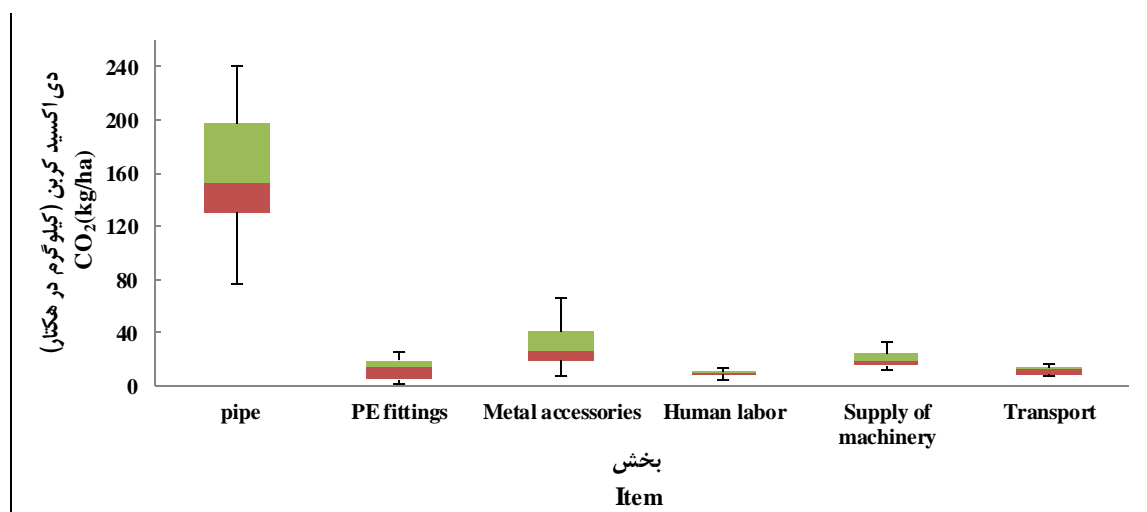 دی اکسید کربن (کیلوگرم در هکتار)
CO₂(kg/ha)
240
200
160
120
80
40
0
pipe
PE fittings
Metal accessories
Human labor
Supply of
machinery
Transport
بخش
Item